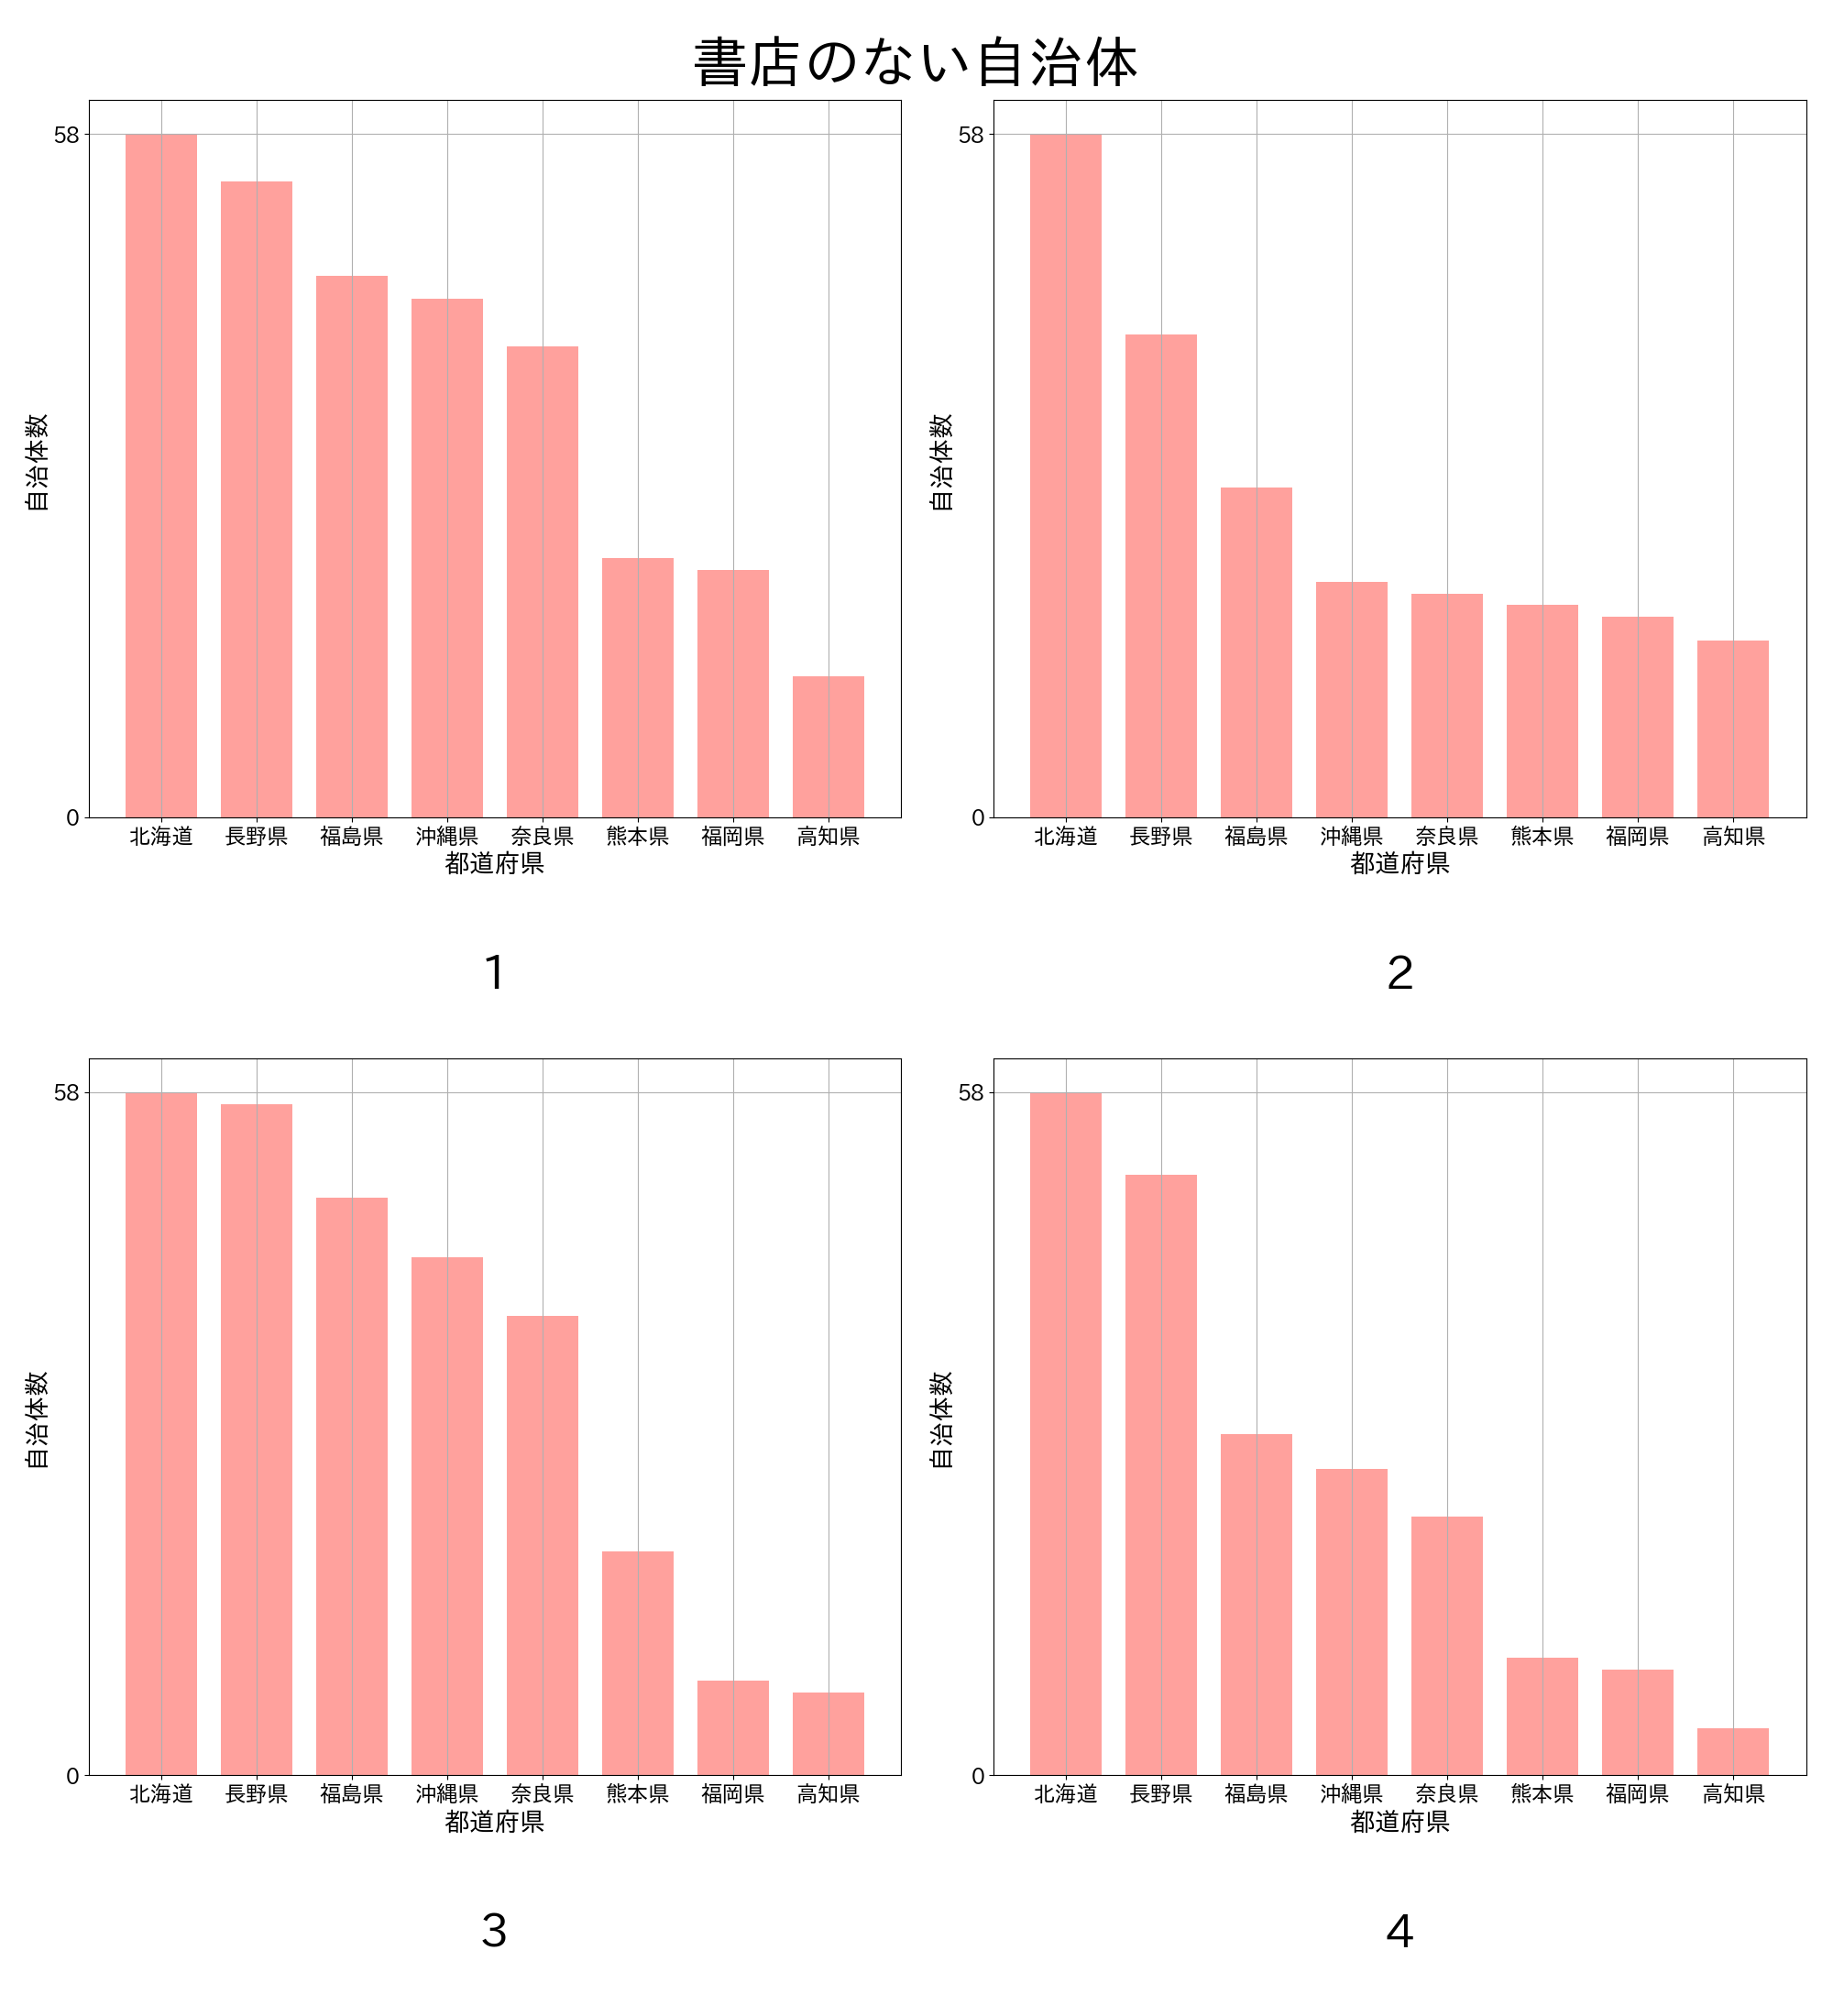 書店のない自治体
58
0
自治体数
北海道 長野県 福島県 沖縄県 奈良県 熊本県 福岡県 高知県
都道府県
1
58
0
自治体数
北海道 長野県 福島県 沖縄県 奈良県 熊本県 福岡県 高知県
都道府県
2
58
0
自治体数
北海道 長野県 福島県 沖縄県 奈良県 熊本県 福岡県 高知県
都道府県
3
58
0
自治体数
北海道 長野県 福島県 沖縄県 奈良県 熊本県 福岡県 高知県
都道府県
4